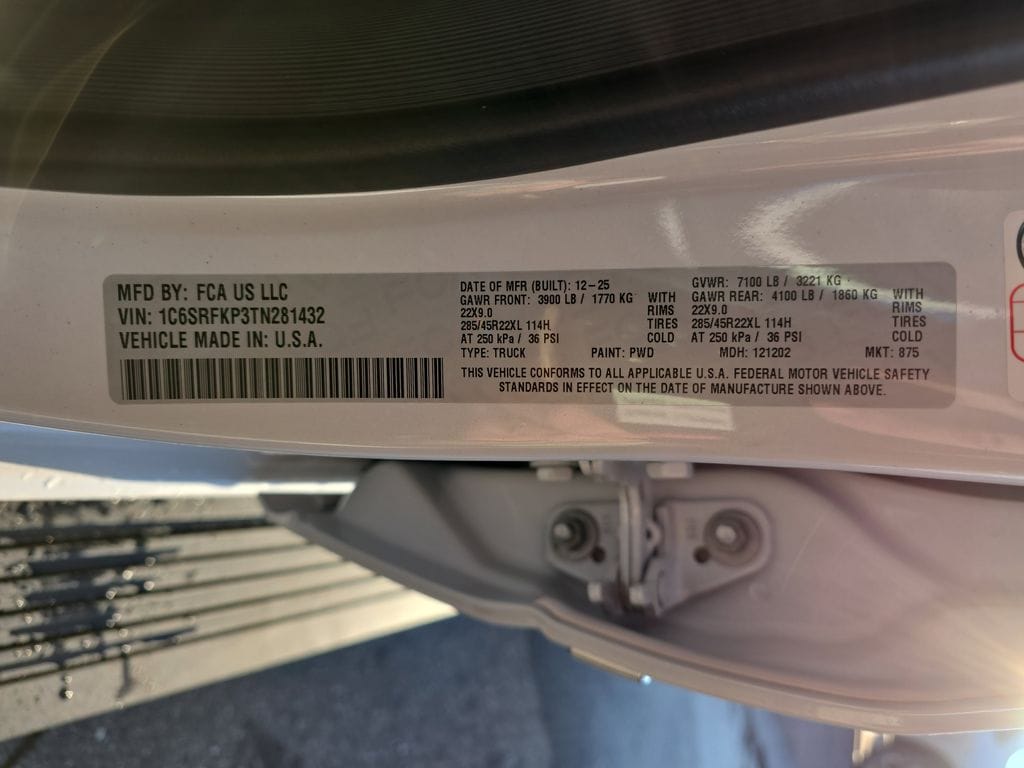 MFD BY: FCA US LLC
VIN: 1C6SRFKP3TN281432
VEHICLE MADE IN: U.S.A.
DATE OF MFR (BUILT): 12-25
GAWR FRONT: 3900 LB / 1770 KG WITH
22X9.0 RIMS
285/45R22XL 114H TIRES
AT 250 kPa / 36 PSI COLD
GVWR: 7100 LB / 3221 KG
GAWR REAR: 4100 LB / 1860 KG WITH
22X9.0 RIMS
285/45R22XL 114H TIRES
AT 250 kPa / 36 PSI COLD
TYPE: TRUCK PAINT: PWD MDH: 121202 MKT: 875
THIS VEHICLE CONFORMS TO ALL APPLICABLE U.S.A. FEDERAL MOTOR VEHICLE SAFETY
STANDARDS IN EFFECT ON THE DATE OF MANUFACTURE SHOWN ABOVE.